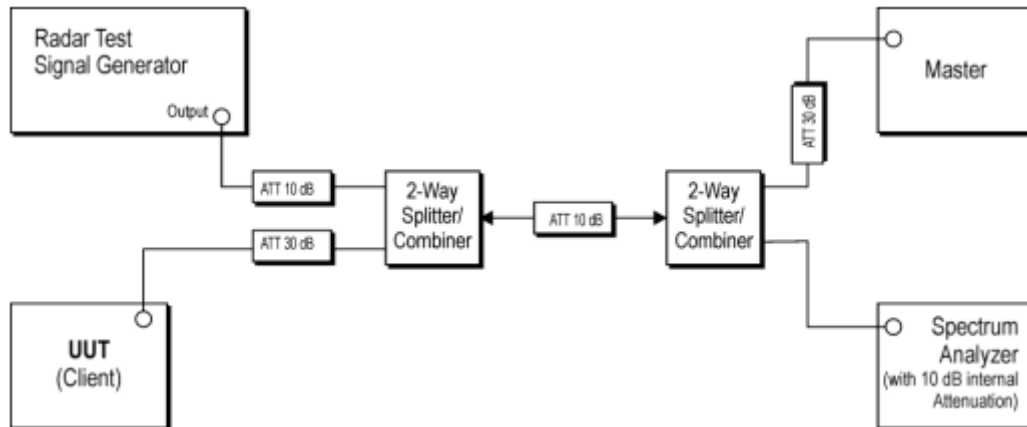 Radar Test
Signal Generator
Output
ATT 10 dB
ATT 30 dB
2-Way
Splitter/
Combiner
ATT 10 dB
2-Way
Splitter/
Combiner
ATT 30 dB
Master
UUT
(Client)
Spectrum
Analyzer
(with 10 dB internal
Attenuation)